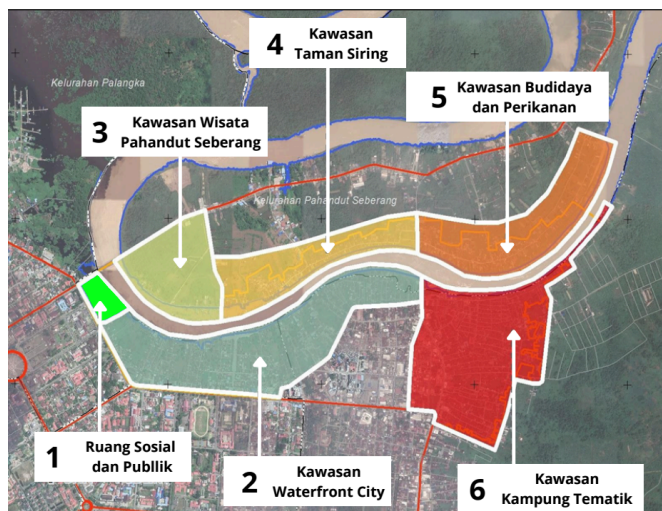 4
Kawasan
Taman Siring
Kelurahan Palangka
5
Kawasan Budidaya
dan Perikanan
3
Kawasan Wisata
Pahandut Seberang
Kelurahan Pahandut Seberang
1
Ruang Sosial
dan Publlik
2
Kawasan
Waterfront City
6
Kawasan
Kampung Tematik